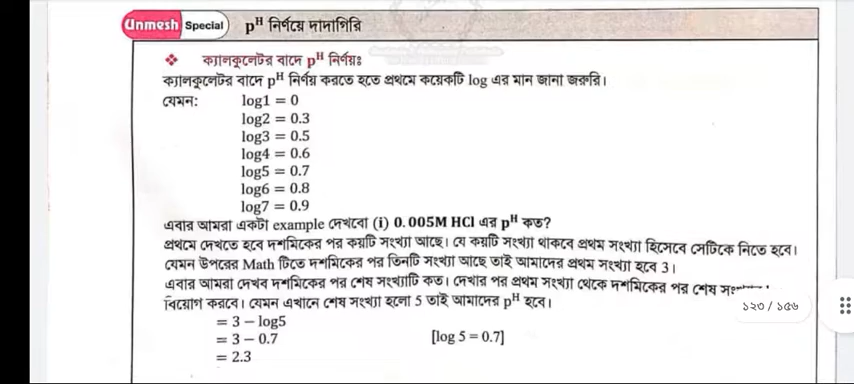 Unmesh Special pᴴ নির্ণয়ে দাদাগিরি
❖ ক্যালকুলেটর বাদে pᴴ নির্ণয়ঃ
ক্যালকুলেটর বাদে pᴴ নির্ণয় করতে হতে প্রথমে কয়েকটি log এর মান জানা জরুরি।
যেমন: log1 = 0
log2 = 0.3
log3 = 0.5
log4 = 0.6
log5 = 0.7
log6 = 0.8
log7 = 0.9
এবার আমরা একটা example দেখবো (i) 0.005M HCl এর pᴴ কত?
প্রথমে দেখতে হবে দশমিকের পর কয়টি সংখ্যা আছে। যে কয়টি সংখ্যা থাকবে প্রথম সংখ্যা হিসেবে সেটিকে নিতে হবে।
যেমন উপরের Math টিতে দশমিকের পর তিনটি সংখ্যা আছে তাই আমাদের প্রথম সংখ্যা হবে 3।
এবার আমরা দেখব দশমিকের পর শেষ সংখ্যাটি কত। দেখার পর প্রথম সংখ্যা থেকে দশমিকের পর শেষ
বিয়োগ করবে। যেমন এখানে শেষ সংখ্যা হলো 5 তাই আমাদের pᴴ হবে।
১২৩ / ১৫৬
= 3 − log5
= 3 − 0.7 [log 5 = 0.7]
= 2.3